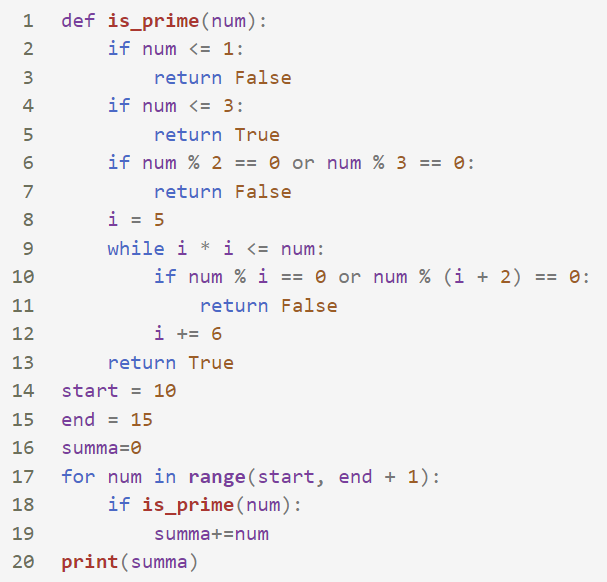 1 def is_prime(num):
2     if num <= 1:
3         return False
4     if num <= 3:
5         return True
6     if num % 2 == 0 or num % 3 == 0:
7         return False
8     i = 5
9     while i * i <= num:
10         if num % i == 0 or num % (i + 2) == 0:
11             return False
12         i += 6
13     return True
14 start = 10
15 end = 15
16 summa=0
17 for num in range(start, end + 1):
18     if is_prime(num):
19         summa+=num
20 print(summa)